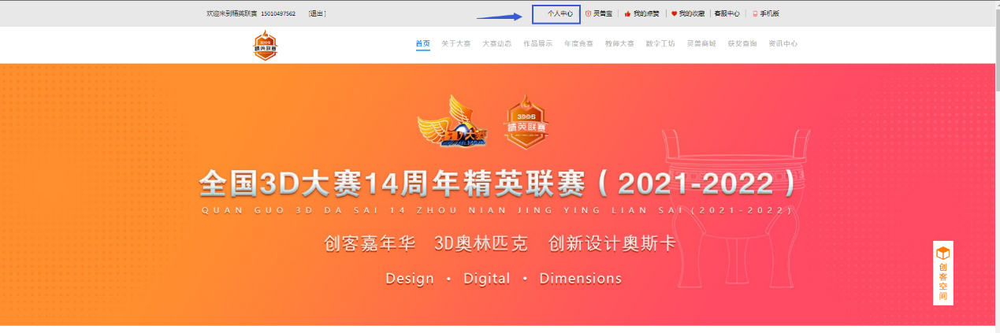 欢迎来到精英联赛 15010497562 [退出] 个人中心 灵兽宝 我的点赞 我的收藏 客服中心 手机版
3DDS
精英联赛
首页 关于大赛 大赛动态 作品展示 年度竞赛 教师大赛 数字工坊 灵兽商城 获奖查询 资讯中心
3D大赛
3DDS
精英联赛
全国3D大赛14周年精英联赛（2021-2022）
QUAN GUO 3D DA SAI 14 ZHOU NIAN JING YING LIAN SAI (2021-2022)
创客嘉年华 3D奥林匹克 创新设计奥斯卡
Design • Digital • Dimensions
创客空间